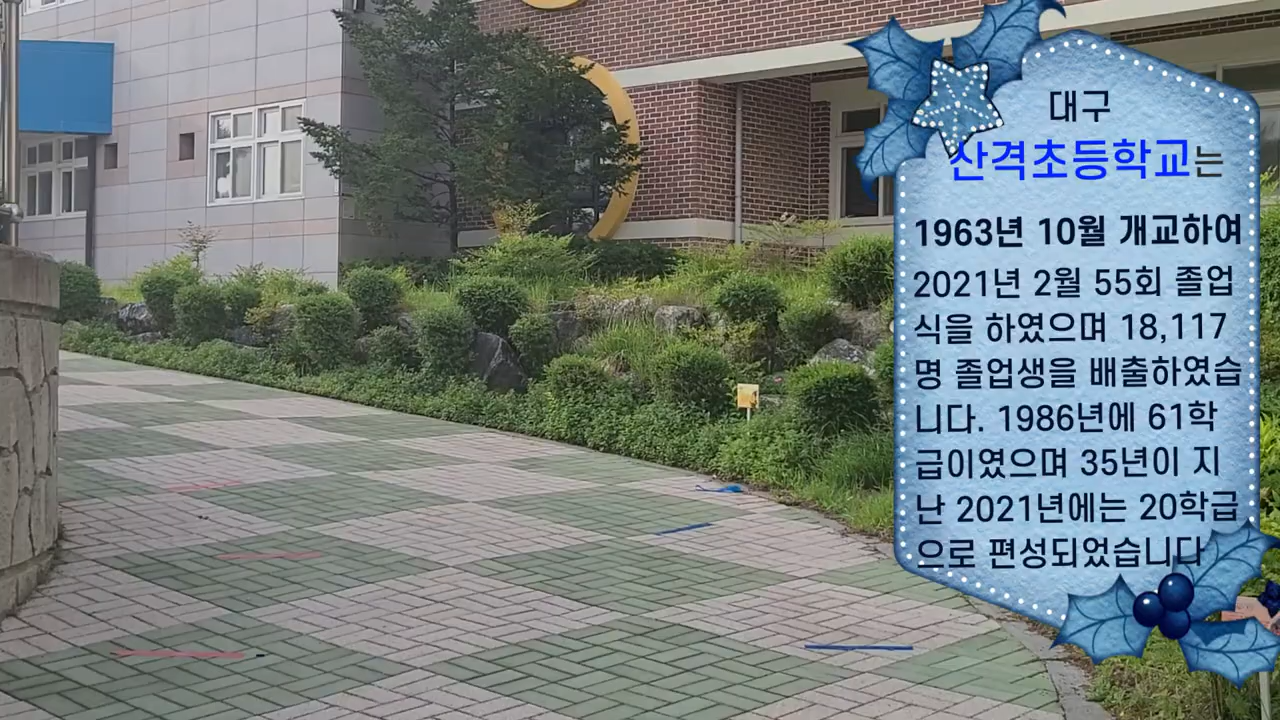 대구
산격초등학교는
1963년 10월 개교하여
2021년 2월 55회 졸업
식을 하였으며 18,117
명 졸업생을 배출하였습
니다. 1986년에 61학
급이였으며 35년이 지
난 2021년에는 20학급
으로 편성되었습니다